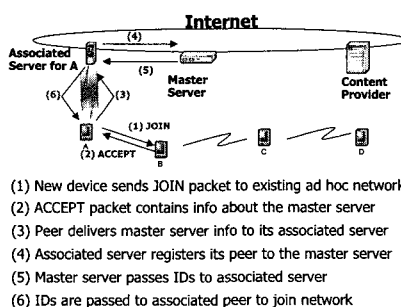 Internet
(4)
Associated
Server for A
(5)
Master
Server
Content
Provider
(6)
(3)
(1) JOIN
A
(2) ACCEPT
B
C
D
(1) New device sends JOIN packet to existing ad hoc network
(2) ACCEPT packet contains info about the master server
(3) Peer delivers master server info to its associated server
(4) Associated server registers its peer to the master server
(5) Master server passes IDs to associated server
(6) IDs are passed to associated peer to join network